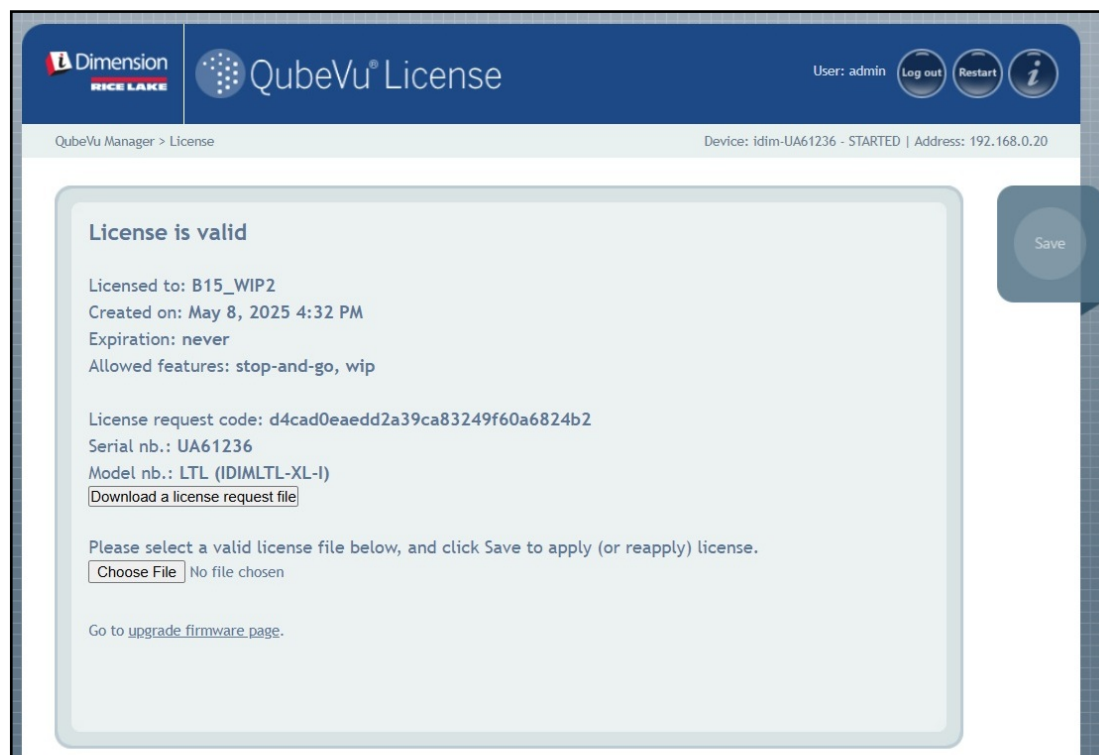 iDimension
RICE LAKE
QubeVu® License
User: admin
Log out
Restart
i
QubeVu Manager > License
Device: idim-UA61236 - STARTED | Address: 192.168.0.20
License is valid
Save
Licensed to: B15_WIP2
Created on: May 8, 2025 4:32 PM
Expiration: never
Allowed features: stop-and-go, wip
License request code: d4cad0eaedd2a39ca83249f60a6824b2
Serial nb.: UA61236
Model nb.: LTL (IDIMLTL-XL-I)
Download a license request file
Please select a valid license file below, and click Save to apply (or reapply) license.
Choose File No file chosen
Go to upgrade firmware page.